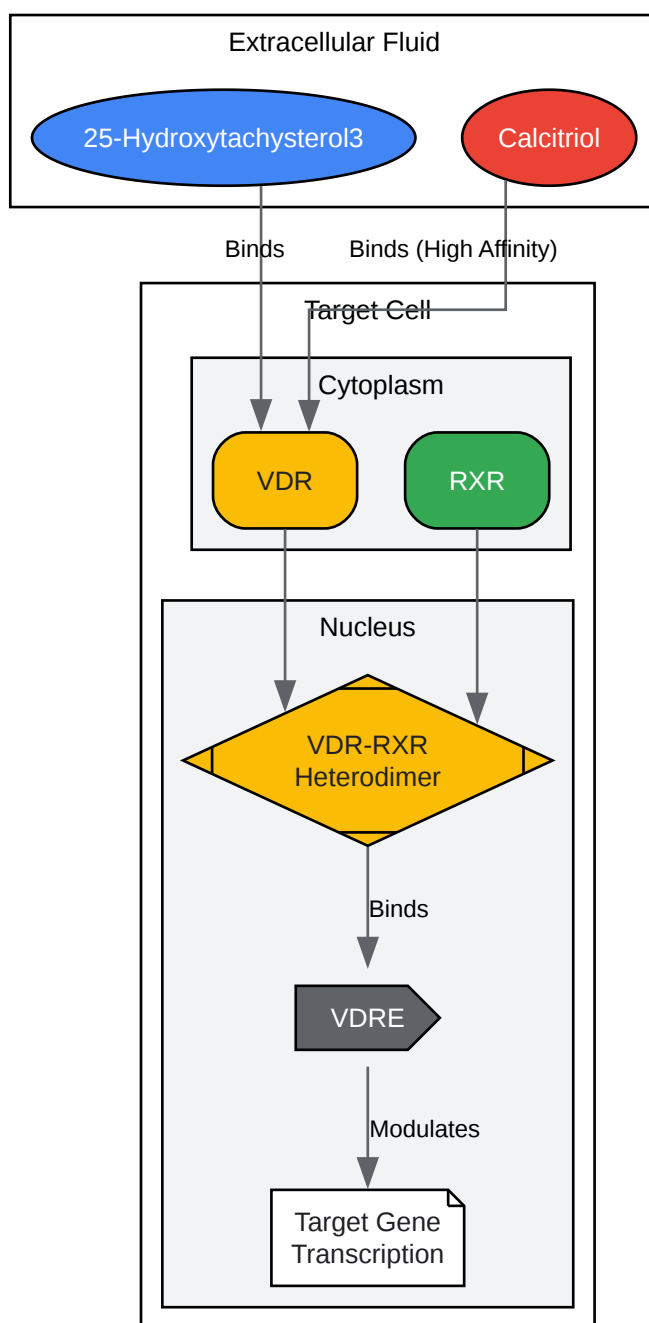 Extracellular Fluid
25-Hydroxytachysterol3
Calcitriol
Binds
Binds (High Affinity)
Target Cell
Cytoplasm
VDR
RXR
Nucleus
VDR-RXR
Heterodimer
Binds
VDRE
Modulates
Target Gene
Transcription